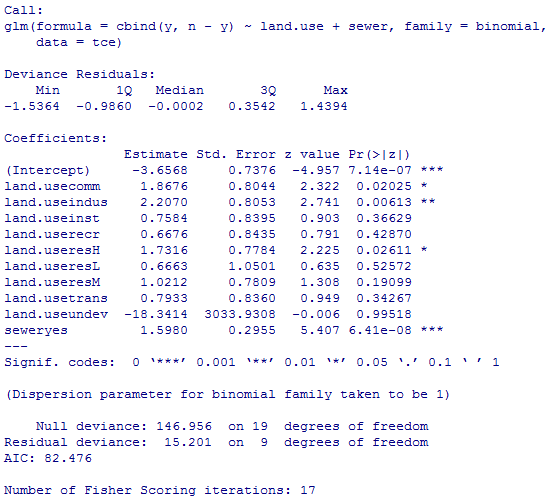 Call:
glm(formula = cbind(y, n - y) ~ land.use + sewer, family = binomial,
    data = tce)
Deviance Residuals:
    Min       1Q   Median       3Q      Max
-1.5364  -0.9860  -0.0002   0.3542   1.4394
Coefficients:
              Estimate Std. Error z value Pr(>|z|)
(Intercept)    -3.6568     0.7376  -4.957 7.14e-07 ***
land.usecomm    1.8676     0.8044   2.322  0.02025 *
land.useindus   2.2070     0.8053   2.741  0.00613 **
land.useinst    0.7584     0.8395   0.903  0.36629
land.userecr    0.6676     0.8435   0.791  0.42870
land.useresH    1.7316     0.7784   2.225  0.02611 *
land.useresL    0.6663     1.0501   0.635  0.52572
land.useresM    1.0212     0.7809   1.308  0.19099
land.usetrans   0.7933     0.8360   0.949  0.34267
land.useundev -18.3414  3033.9308  -0.006  0.99518
seweryes        1.5980     0.2955   5.407 6.41e-08 ***
---
Signif. codes:  0 ‘***’ 0.001 ‘**’ 0.01 ‘*’ 0.05 ‘.’ 0.1 ‘ ’ 1
(Dispersion parameter for binomial family taken to be 1)
    Null deviance: 146.956  on 19  degrees of freedom
Residual deviance:  15.201  on  9  degrees of freedom
AIC: 82.476
Number of Fisher Scoring iterations: 17